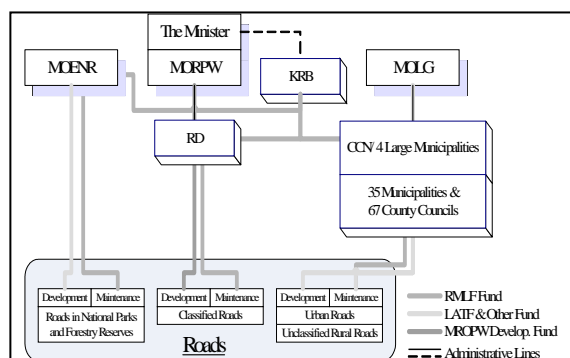 The Minister
MOENR
MORPW
KRB
MOLG
RD
CCN/ 4 Large Municipalities
35 Municipalities &
67 County Councils
Development Maintenance
Roads in National Parks
and Forestry Reserves
Development Maintenance
Classified Roads
Development Maintenance
Urban Roads
Unclassified Rural Roads
Roads
RMLF Fund
LATF & Other Fund
MROPW Develop. Fund
Administrative Lines